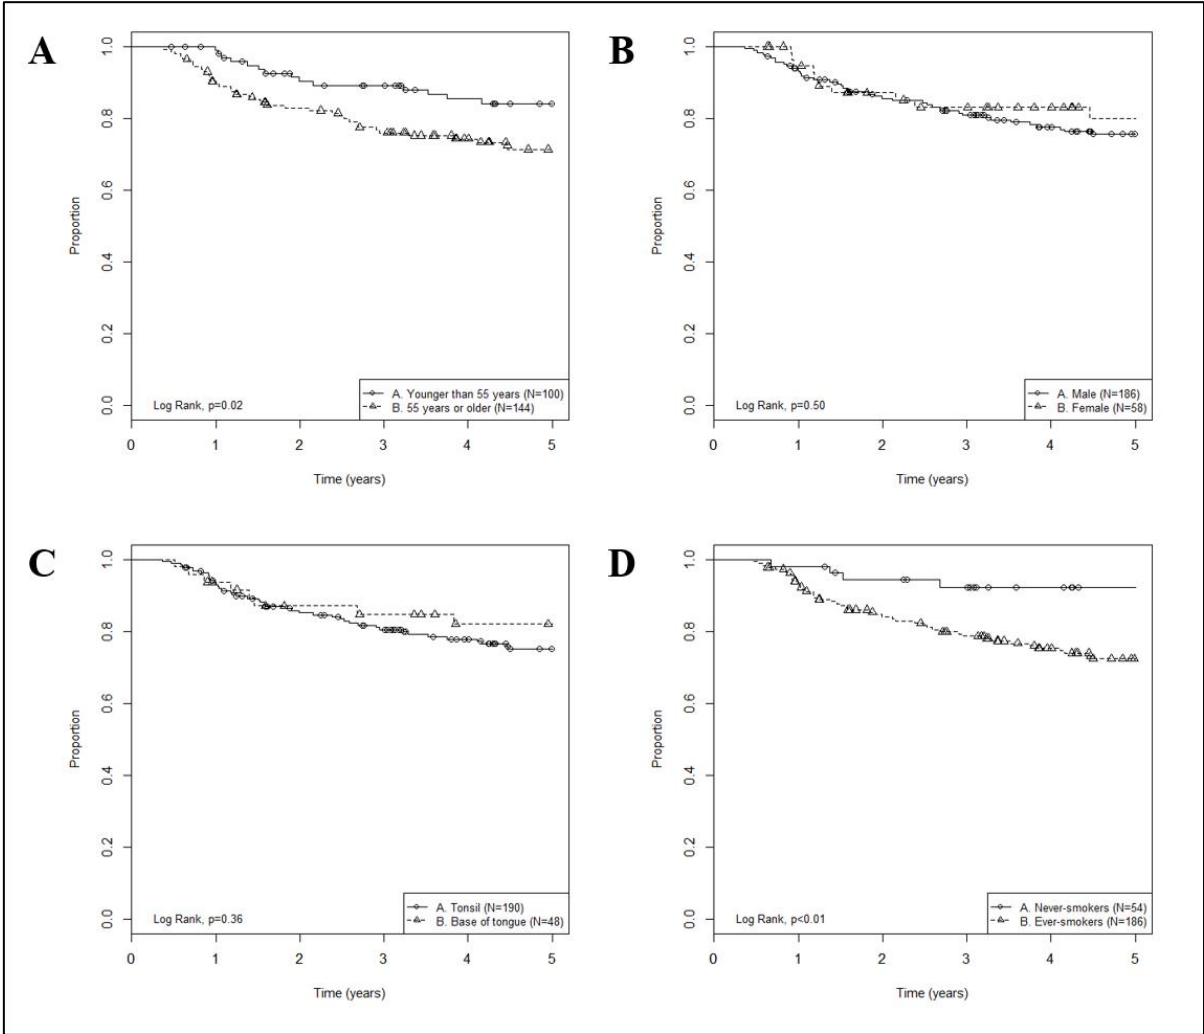 A
Proportion
1.0
0.8
0.6
0.4
0.2
0.0
Log Rank, p=0.02
A. Younger than 55 years (N=100)
B. 55 years or older (N=144)
0 1 2 3 4 5
Time (years)
B
Proportion
1.0
0.8
0.6
0.4
0.2
0.0
Log Rank, p=0.50
A. Male (N=186)
B. Female (N=58)
0 1 2 3 4 5
Time (years)
C
Proportion
1.0
0.8
0.6
0.4
0.2
0.0
Log Rank, p=0.36
A. Tonsil (N=190)
B. Base of tongue (N=48)
0 1 2 3 4 5
Time (years)
D
Proportion
1.0
0.8
0.6
0.4
0.2
0.0
Log Rank, p<0.01
A. Never-smokers (N=54)
B. Ever-smokers (N=186)
0 1 2 3 4 5
Time (years)